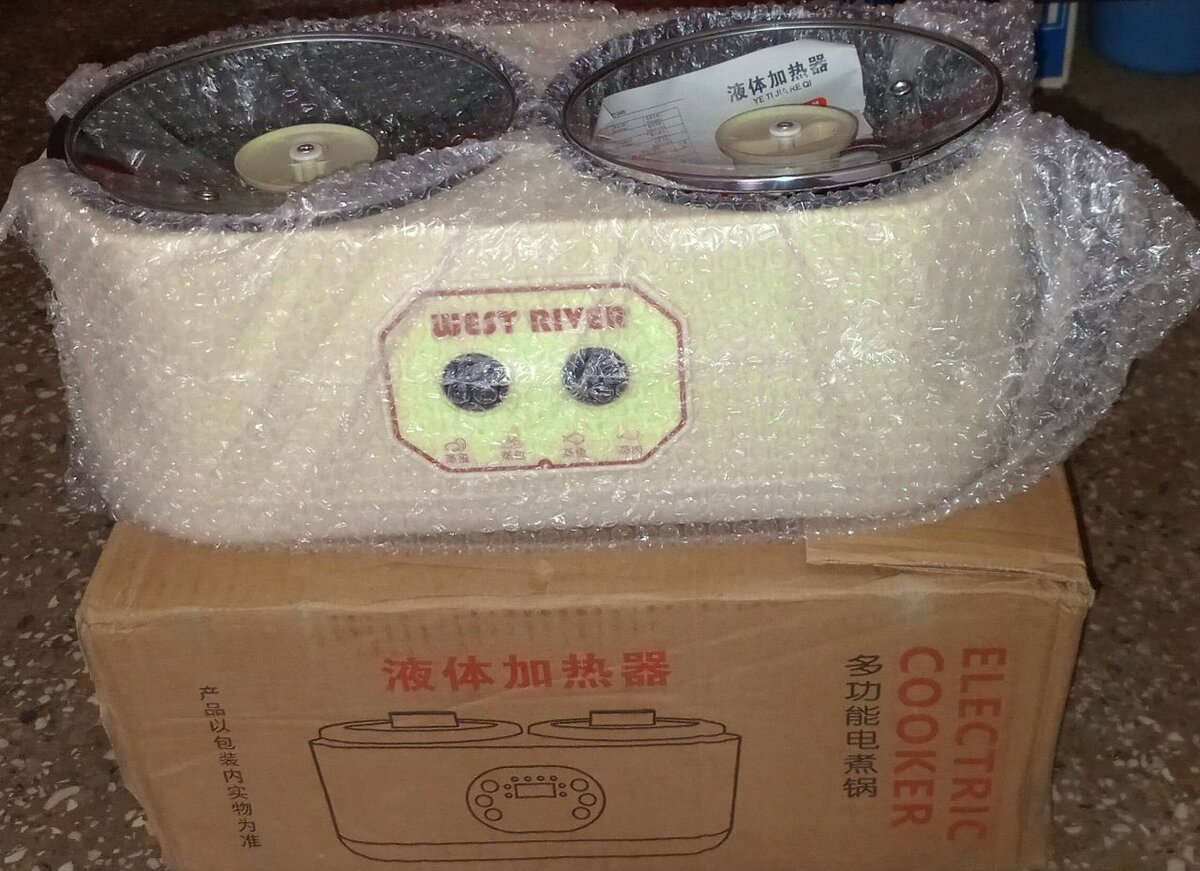 液体加热器
YE TI JIA RE QI
WEST RIVER
液体加热器
产品以包装内实物为准
多功能电煮锅
ELECTRIC
COOKER